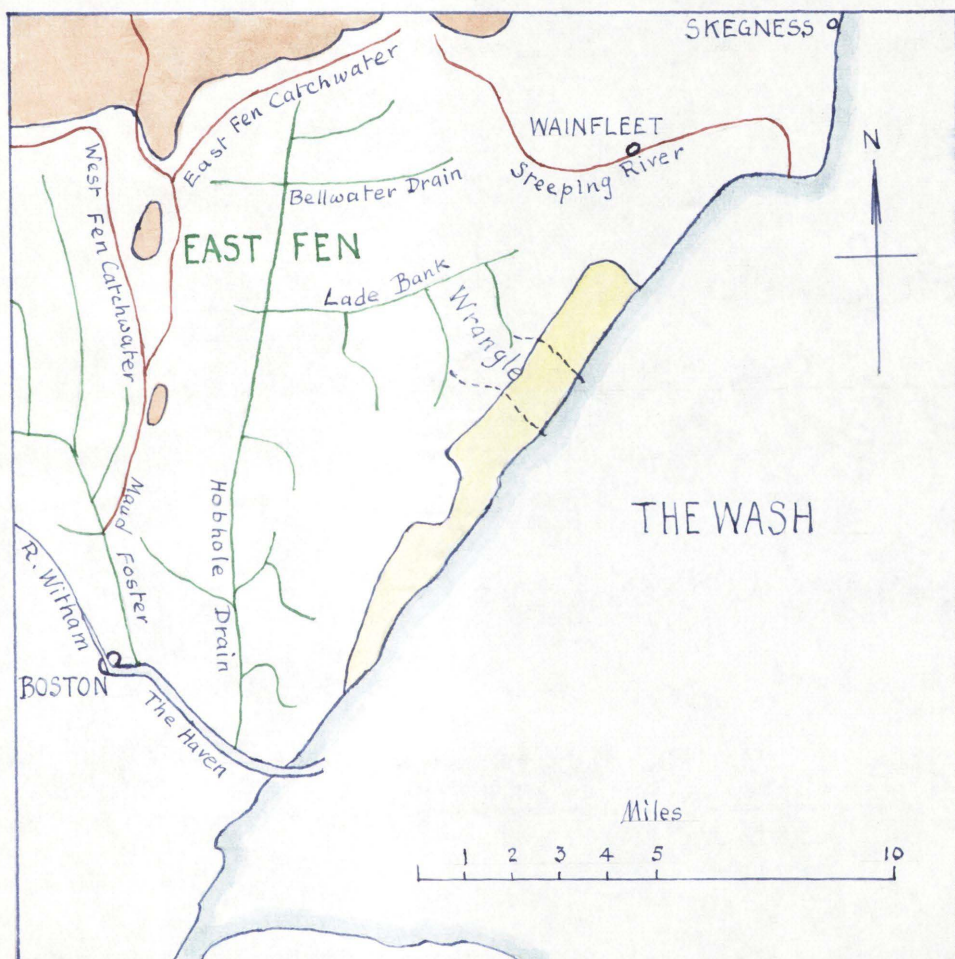 SKEGNESS
East Fen Catchwater
WAINFLEET
N
Steeping River
West Fen Catchwater
Bellwater Drain
EAST FEN
Lade Bank
Wrangle
Hobhole Drain
THE WASH
Maud Foster
R. Witham
BOSTON
The Haven
Miles
1 2 3 4 5 10